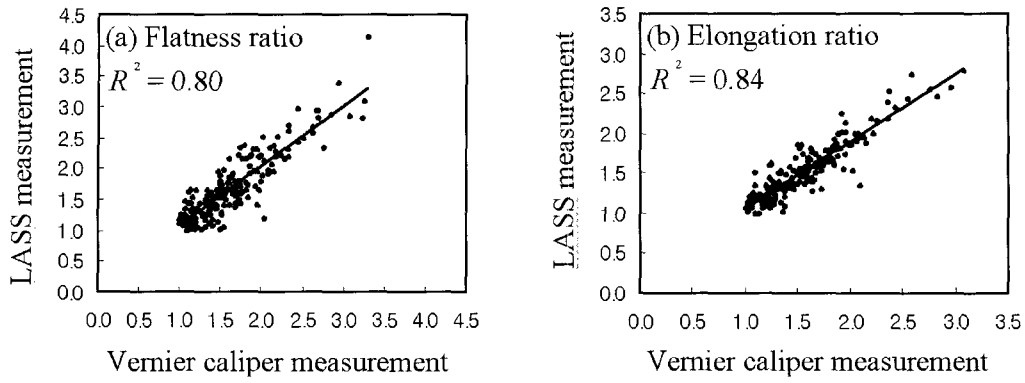 (a) Flatness ratio
R² = 0.80
LASS measurement
4.5
4.0
3.5
3.0
2.5
2.0
1.5
1.0
0.5
0.0
0.0 0.5 1.0 1.5 2.0 2.5 3.0 3.5 4.0 4.5
Vernier caliper measurement
(b) Elongation ratio
R² = 0.84
LASS measurement
3.5
3.0
2.5
2.0
1.5
1.0
0.5
0.0
0.0 0.5 1.0 1.5 2.0 2.5 3.0 3.5
Vernier caliper measurement